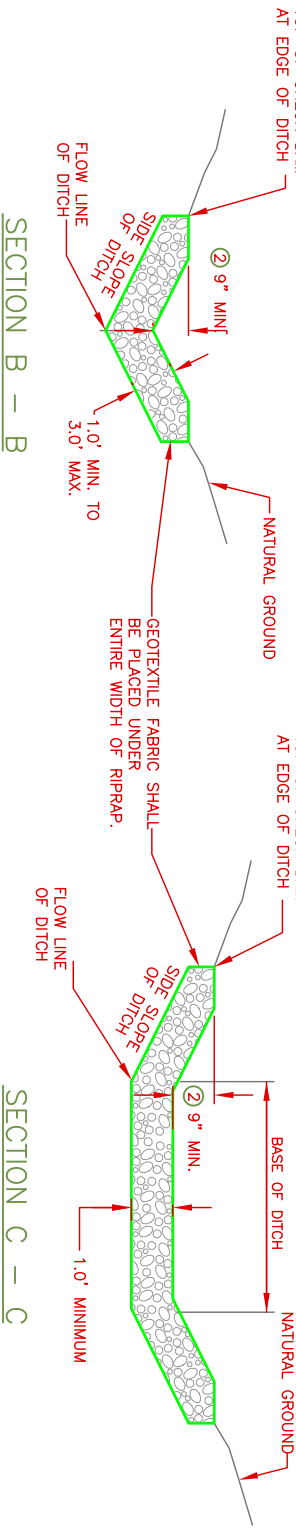 AT EDGE OF DITCH
② 9" MIN
NATURAL GROUND
SIDE SLOPE
OF DITCH
FLOW LINE
OF DITCH
1.0' MIN. TO
3.0' MAX.
SECTION B – B
GEOTEXTILE FABRIC SHALL
BE PLACED UNDER
ENTIRE WIDTH OF RIPRAP.
AT EDGE OF DITCH
② 9" MIN.
BASE OF DITCH
NATURAL GROUND
SIDE SLOPE
OF DITCH
FLOW LINE
OF DITCH
1.0' MINIMUM
SECTION C – C